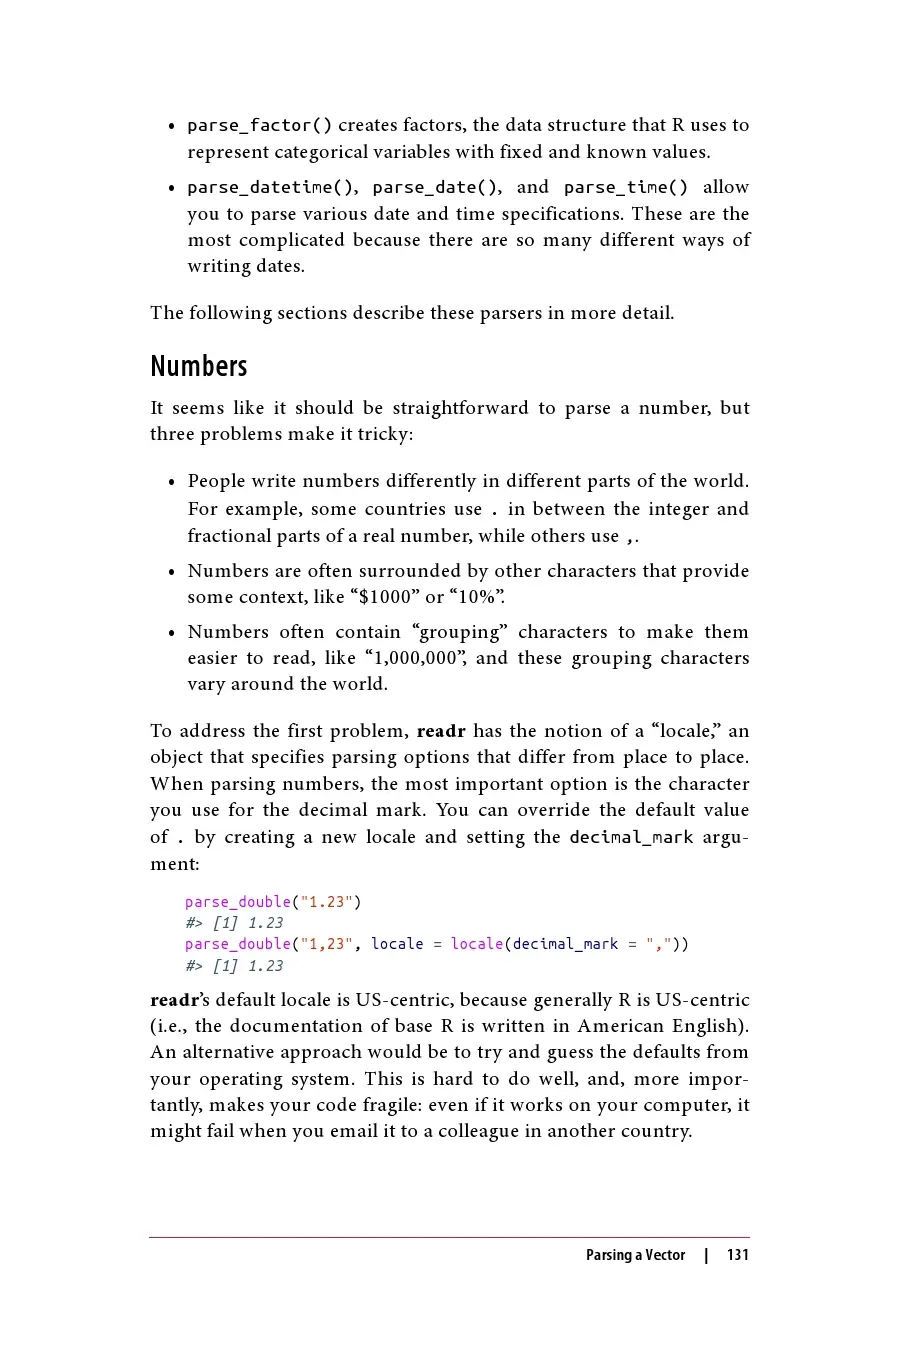 • parse_factor() creates factors, the data structure that R uses to
represent categorical variables with fixed and known values.
• parse_datetime(), parse_date(), and parse_time() allow
you to parse various date and time specifications. These are the
most complicated because there are so many different ways of
writing dates.
The following sections describe these parsers in more detail.
Numbers
It seems like it should be straightforward to parse a number, but
three problems make it tricky:
• People write numbers differently in different parts of the world.
For example, some countries use . in between the integer and
fractional parts of a real number, while others use ,.
• Numbers are often surrounded by other characters that provide
some context, like “$1000” or “10%”.
• Numbers often contain “grouping” characters to make them
easier to read, like “1,000,000”, and these grouping characters
vary around the world.
To address the first problem, readr has the notion of a “locale,” an
object that specifies parsing options that differ from place to place.
When parsing numbers, the most important option is the character
you use for the decimal mark. You can override the default value
of . by creating a new locale and setting the decimal_mark argu-
ment:
parse_double("1.23")
#> [1] 1.23
parse_double("1,23", locale = locale(decimal_mark = ","))
#> [1] 1.23
readr’s default locale is US-centric, because generally R is US-centric
(i.e., the documentation of base R is written in American English).
An alternative approach would be to try and guess the defaults from
your operating system. This is hard to do well, and, more impor-
tantly, makes your code fragile: even if it works on your computer, it
might fail when you email it to a colleague in another country.
Parsing a Vector | 131